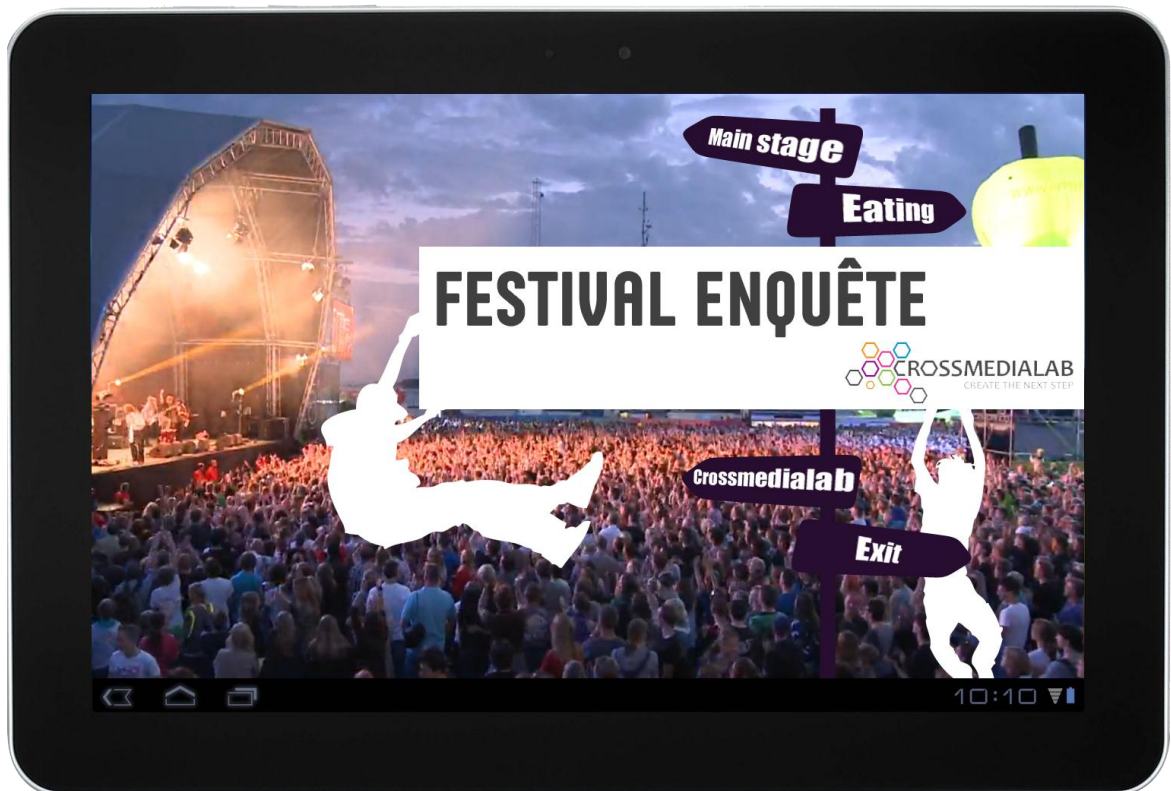 Main stage
Eating
FESTIVAL ENQUÊTE
CROSSMEDIALAB
CREATE THE NEXT STEP
Crossmedialab
Exit
10:10